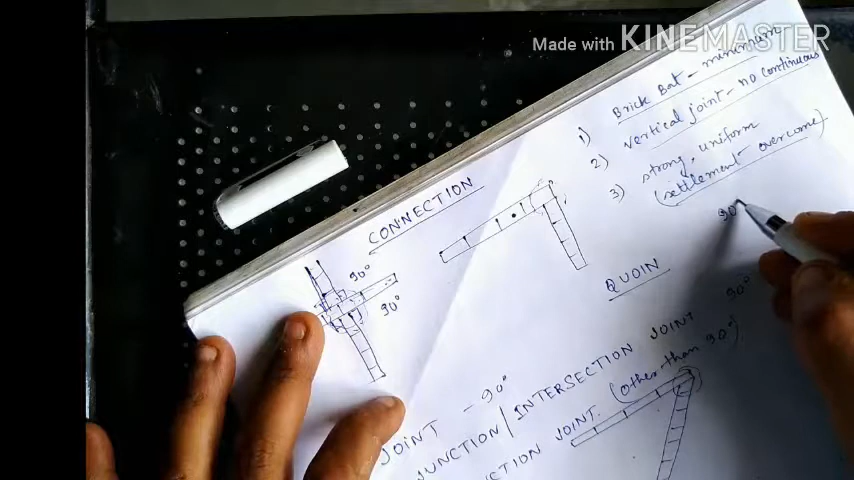 Made with KINEMASTER
1) Brick Bat - minimum
2) vertical joint - no continuous
3) strong, uniform
(settlement overcome)
CONNECTION
90°
90°
90°
QUOIN
JOINT - 90°
JUNCTION / INTERSECTION JOINT 90°
CTION JOINT. (other than 90°)